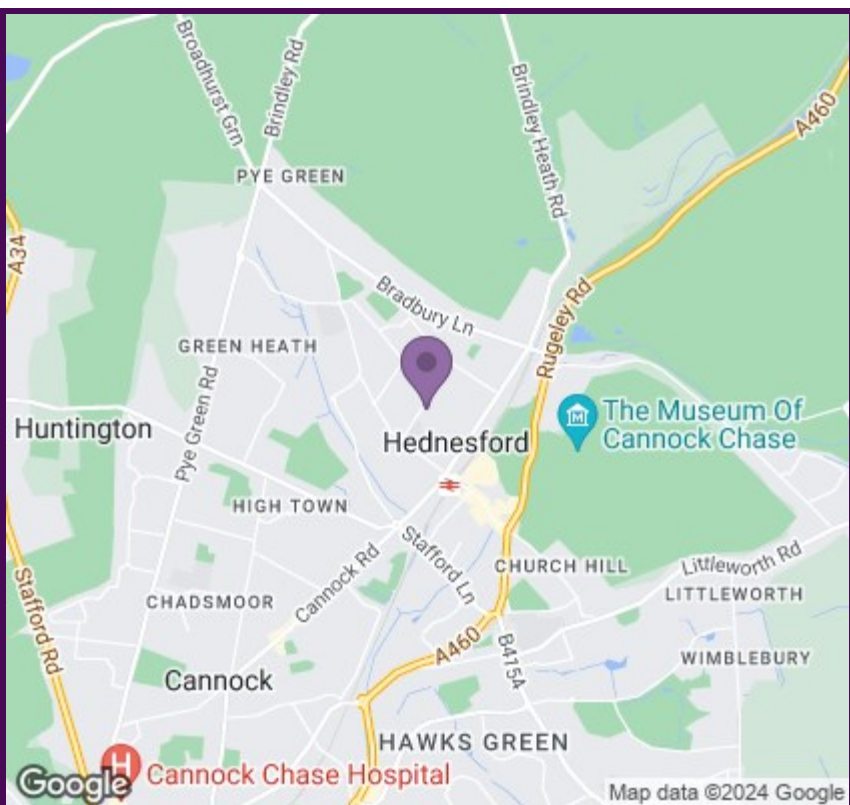 Broadhurst Grn
Brindley Rd
Brindley Heath Rd
A460
PYE GREEN
A34
Bradbury Ln
Rugeley Rd
GREEN HEATH
Pye Green Rd
Huntington
The Museum Of
Cannock Chase
M
Hednesford
HIGH TOWN
Stafford Ln
Cannock Rd
CHURCH HILL
Littleworth Rd
LITTLEWORTH
Stafford Rd
CHADSMOOR
A460
B4154
WIMBLEBURY
Cannock
HAWKS GREEN
H
Cannock Chase Hospital
Google
Map data ©2024 Google